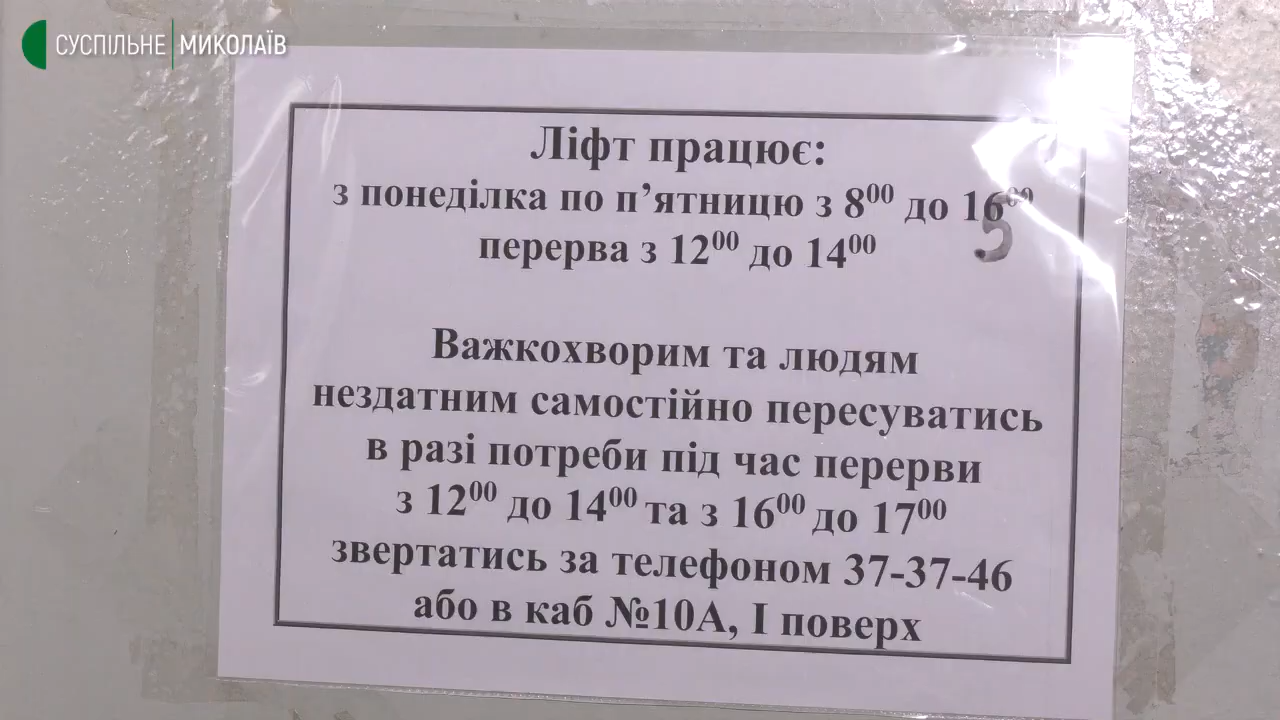 СУСПІЛЬНЕ МИКОЛАЇВ
Ліфт працює:
з понеділка по п’ятницю з 8⁰⁰ до 16⁰⁰
5
перерва з 12⁰⁰ до 14⁰⁰
Важкохворим та людям
нездатним самостійно пересуватись
в разі потреби під час перерви
з 12⁰⁰ до 14⁰⁰ та з 16⁰⁰ до 17⁰⁰
звертатись за телефоном 37-37-46
або в каб №10А, І поверх